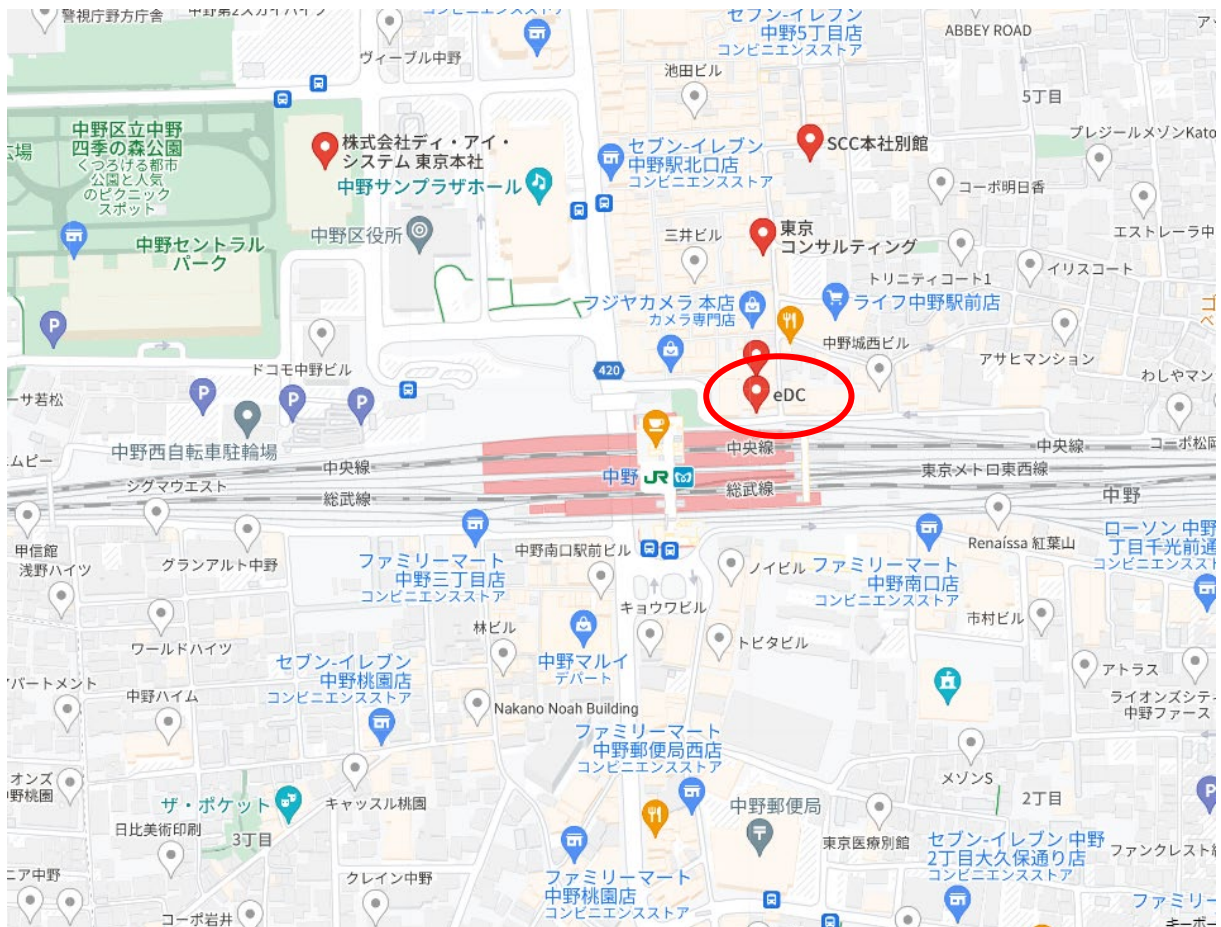 警視庁野方庁舎
中野第2スカイハイツ
ヴィーブル中野
セブン-イレブン
中野5丁目店
コンビニエンスストア
ABBEY ROAD
池田ビル
5丁目
中野区立中野
四季の森公園
くつろげる都市
公園と人気
のピクニック
スポット
広場
株式会社ディ・アイ・
システム 東京本社
中野サンプラザホール
セブン-イレブン
中野駅北口店
コンビニエンスストア
SCC本社別館
プレジールメゾンKato
コーポ明日香
中野区役所
中野セントラル
パーク
三井ビル
東京
コンサルティング
エストレーラ中
トリニティコート1
イリスコート
フジヤカメラ 本店
カメラ専門店
ライフ中野駅前店
中野城西ビル
アサヒマンション
ドコモ中野ビル
420
eDC
わしやマン
ーサ若松
中野西自転車駐輪場
コーポ松岡
ムピー
中央線
中央線
中央線
シグマウエスト
総武線
中野
JR
総武線
東京メトロ東西線
中野
甲信館
浅野ハイツ
グランアルト中野
ファミリーマート
中野三丁目店
コンビニエンスストア
中野南口駅前ビル
ノイビル
ファミリーマート
中野南口店
コンビニエンスストア
Renaíssa 紅葉山
ローソン 中野
丁目千光前通
コンビニエンススト
キョウワビル
林ビル
トビタビル
市村ビル
ワールドハイツ
セブン-イレブン
中野桃園店
コンビニエンスストア
中野マルイ
デパート
アトラス
パートメント
中野ハイム
Nakano Noah Building
ライオンズシテ
中野ファース
ファミリーマート
中野郵便局西店
コンビニエンスストア
オンズ
野桃園
メゾンS
2丁目
ザ・ポケット
キャッスル桃園
日比美術印刷
3丁目
中野郵便局
東京医療別館
セブン-イレブン 中野
2丁目大久保通り店
コンビニエンスストア
ファンクレスト
ニア中野
クレイン中野
ファミリーマート
中野桃園店
コンビニエンスストア
コーポ岩井
ファミリー
キーボー